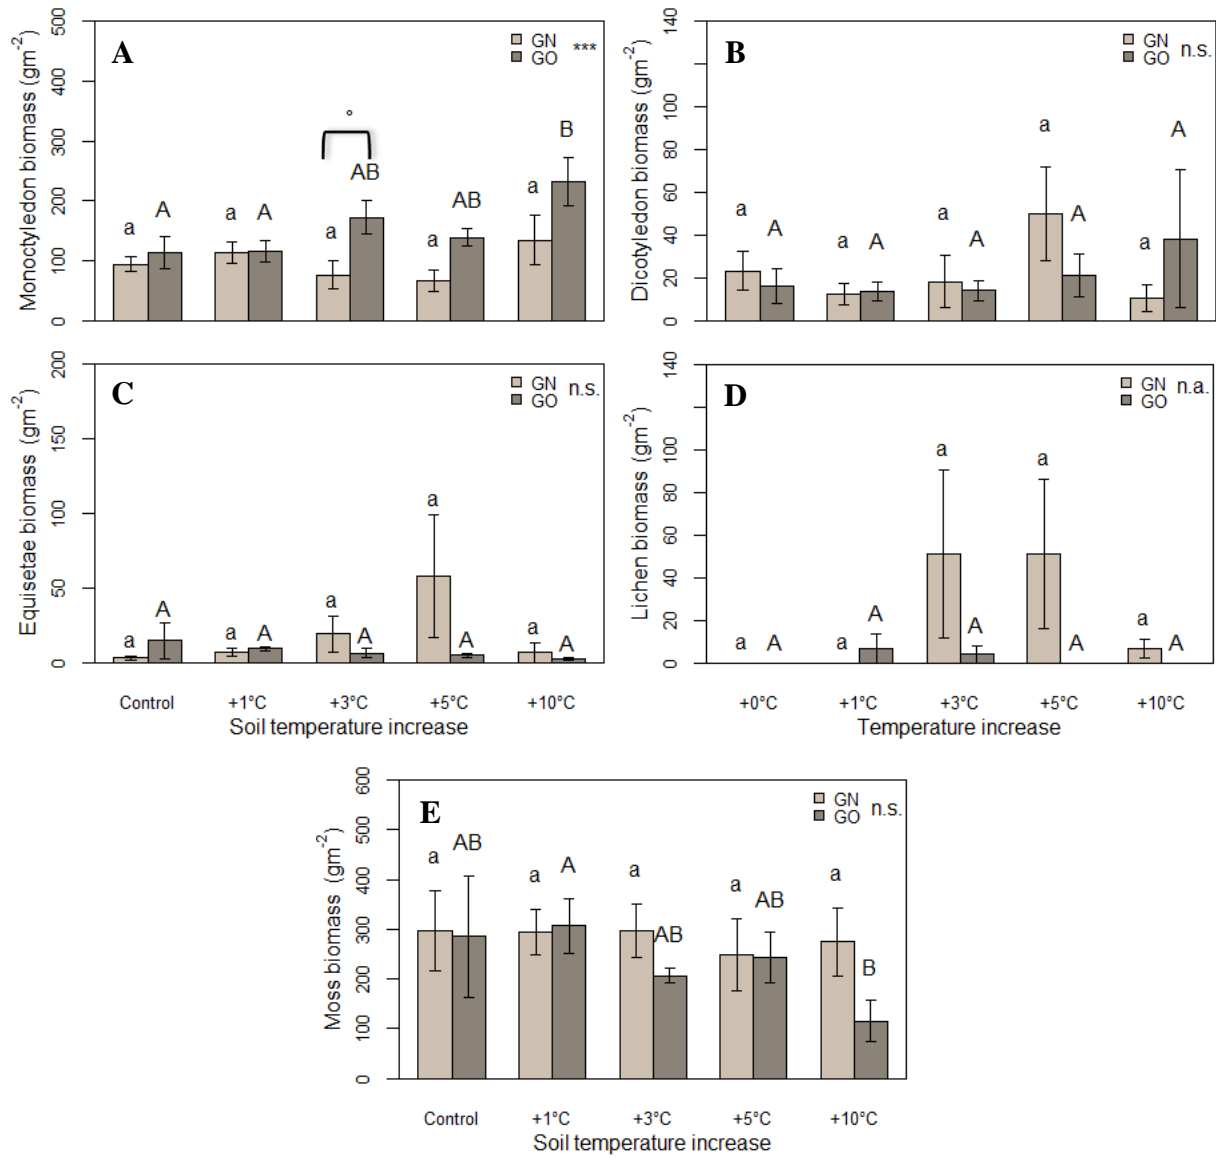 Monoctyledon biomass (gm-2)
500
400
300
200
100
0
A
GN
GO
***
a
A
a
A
°
a
AB
a
AB
a
B
Dicotyledon biomass (gm-2)
140
120
100
80
60
40
20
0
B
GN
GO
n.s.
a
A
a
A
a
A
a
A
a
A
Equisetae biomass (gm-2)
200
150
100
50
0
C
GN
GO
n.s.
a
A
a
A
a
A
a
A
a
A
Control +1°C +3°C +5°C +10°C
Soil temperature increase
Lichen biomass (gm-2)
140
120
100
80
60
40
20
0
D
GN
GO
n.a.
a
A
a
A
a
A
a
A
a
A
+0°C +1°C +3°C +5°C +10°C
Temperature increase
Moss biomass (gm-2)
600
500
400
300
200
100
0
E
GN
GO
n.s.
a
AB
a
A
a
AB
a
AB
a
B
Control +1°C +3°C +5°C +10°C
Soil temperature increase